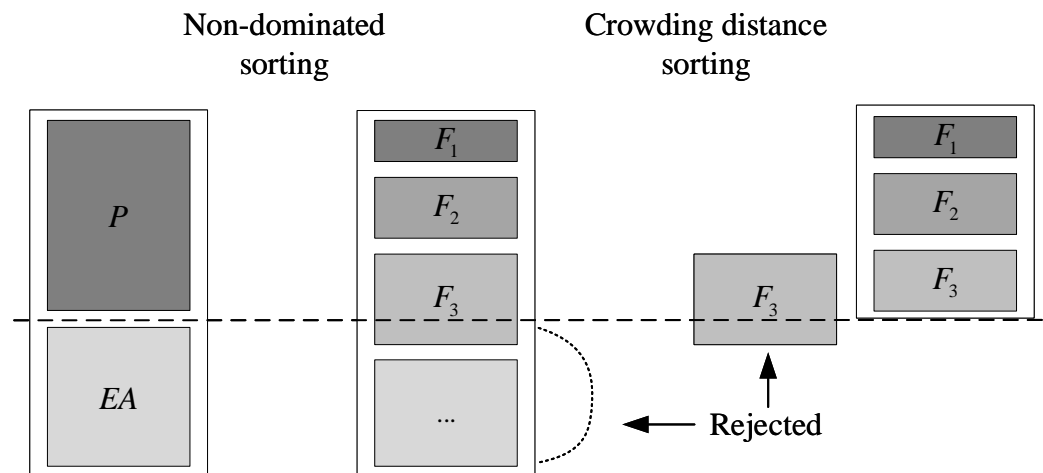 Non-dominated
sorting
Crowding distance
sorting
P
EA
F1
F2
F3
...
F3
F1
F2
F3
Rejected